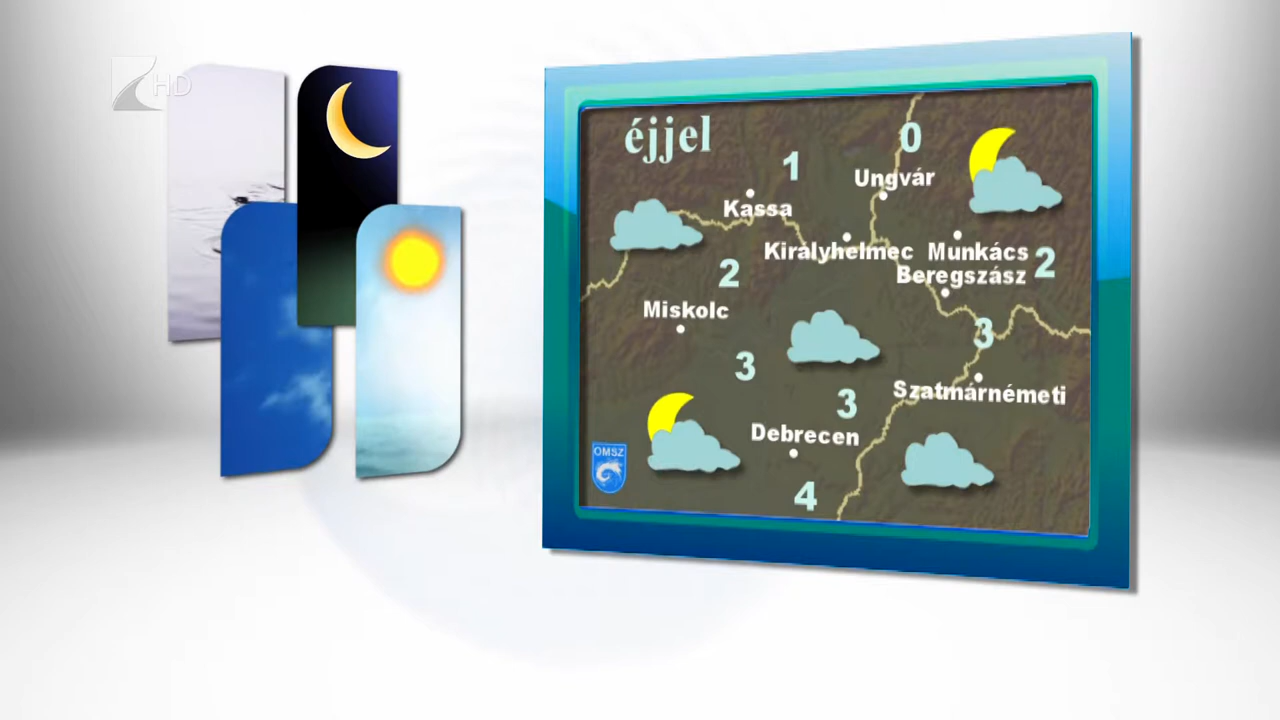 HD
éjjel
0
1
Ungvár
Kassa
Királyhelmec
Munkács
2
Beregszász
2
Miskolc
3
3
3
Szatmárnémeti
Debrecen
OMSZ
4